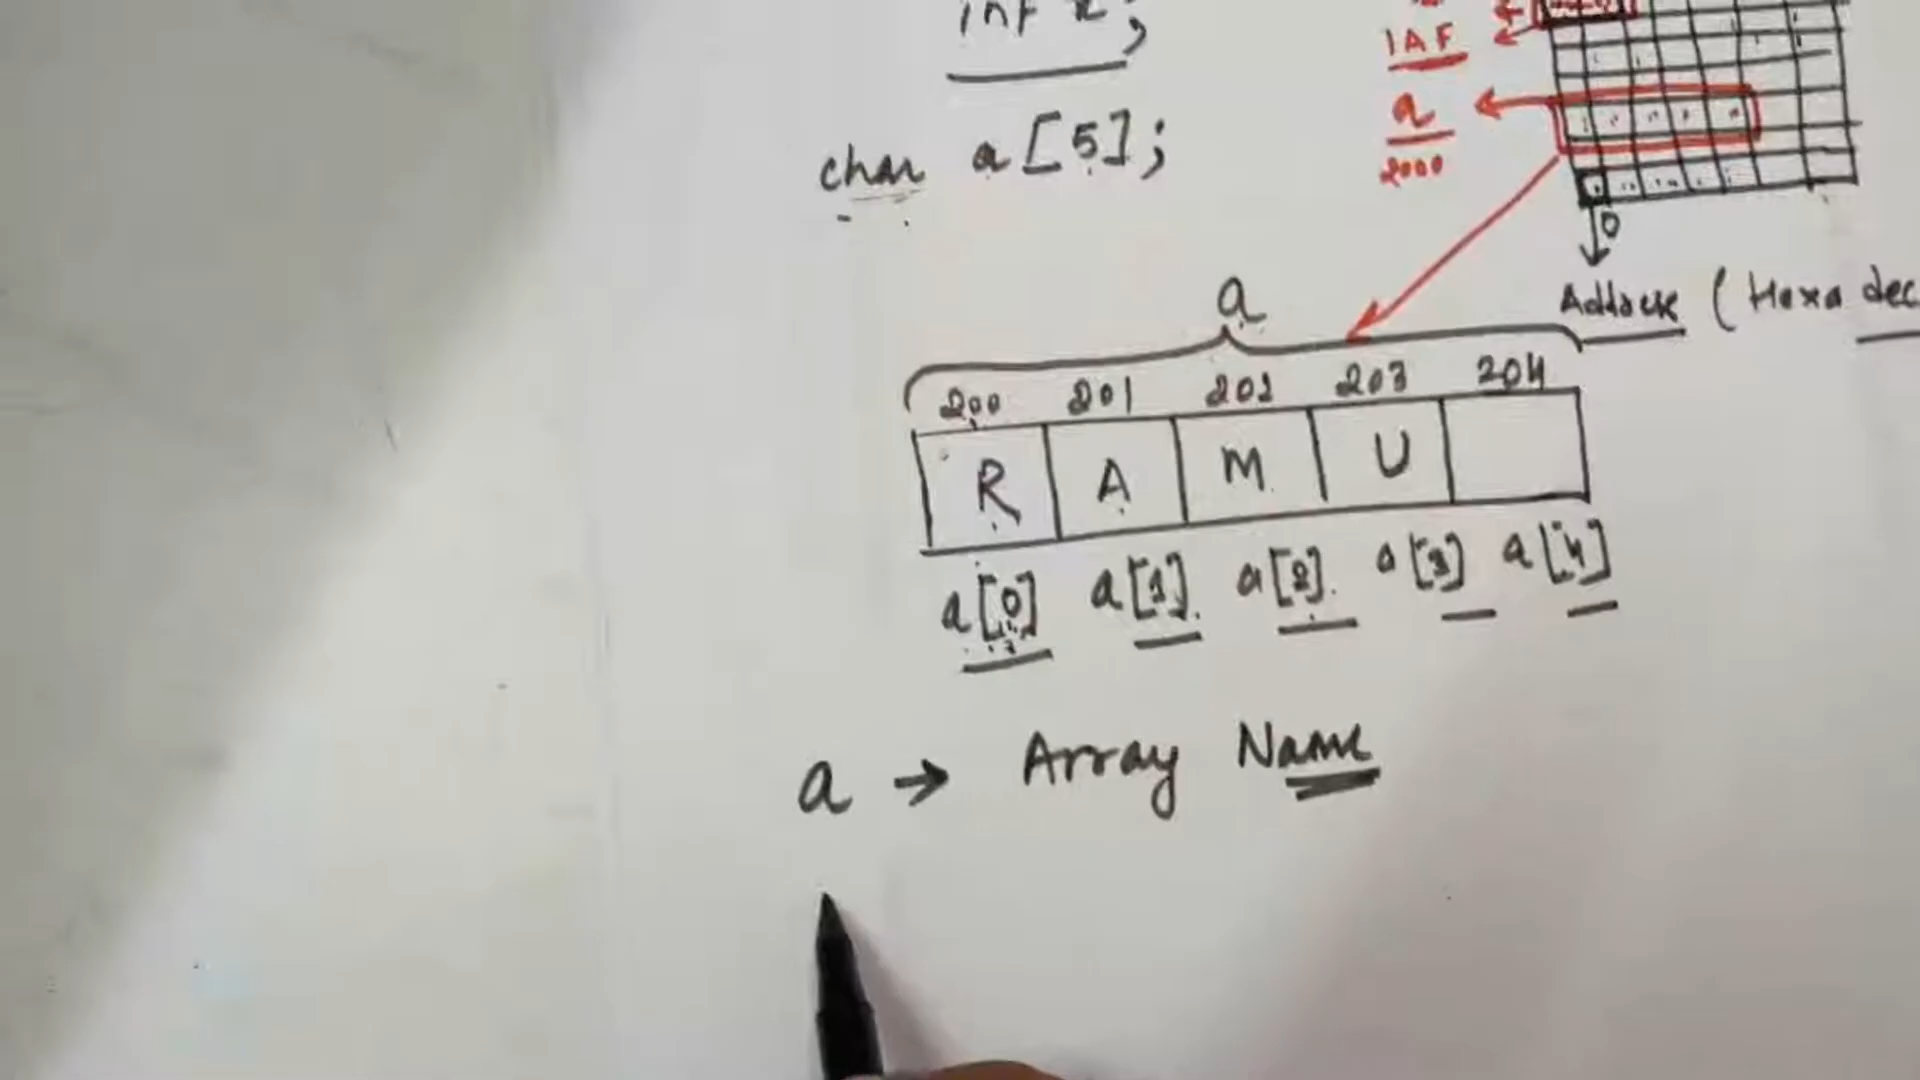 int x;
IAF
char a[5];
a
2000
0
Address (Hexa dec
a
200 201 202 203 204
R A M U
a[0] a[1] a[2] a[3] a[4]
a → Array Name